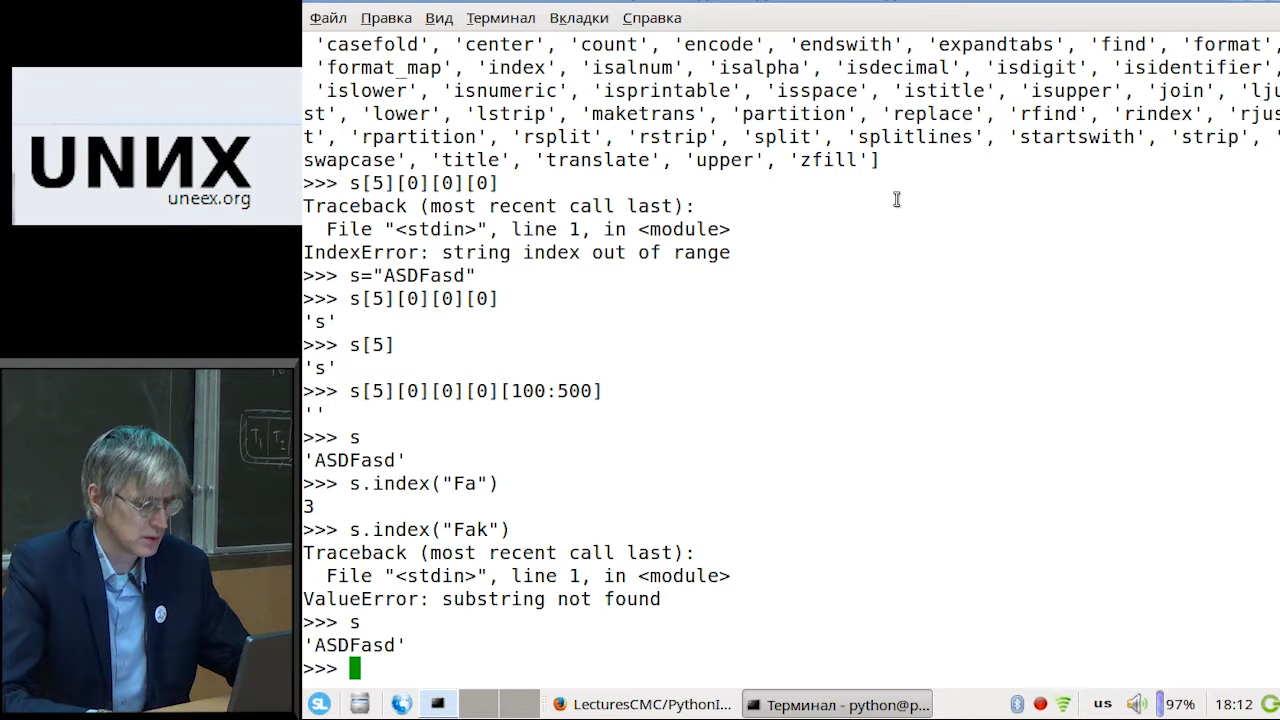 Файл Правка Вид Терминал Вкладки Справка
'casefold', 'center', 'count', 'encode', 'endswith', 'expandtabs', 'find', 'format'
'format_map', 'index', 'isalnum', 'isalpha', 'isdecimal', 'isdigit', 'isidentifier',
'islower', 'isnumeric', 'isprintable', 'isspace', 'istitle', 'isupper', 'join', 'lju
st', 'lower', 'lstrip', 'maketrans', 'partition', 'replace', 'rfind', 'rindex', 'rjus
t', 'rpartition', 'rsplit', 'rstrip', 'split', 'splitlines', 'startswith', 'strip',
swapcase', 'title', 'translate', 'upper', 'zfill']
>>> s[5][0][0][0]
Traceback (most recent call last):
File "<stdin>", line 1, in <module>
IndexError: string index out of range
>>> s="ASDFasd"
>>> s[5][0][0][0]
's'
>>> s[5]
's'
>>> s[5][0][0][0][100:500]
''
>>> s
'ASDFasd'
>>> s.index("Fa")
3
>>> s.index("Fak")
Traceback (most recent call last):
File "<stdin>", line 1, in <module>
ValueError: substring not found
>>> s
'ASDFasd'
>>>
LecturesCMC/PythonI... Терминал - python@p... us 97% 18:12
UNИX
uneex.org
T1 T2